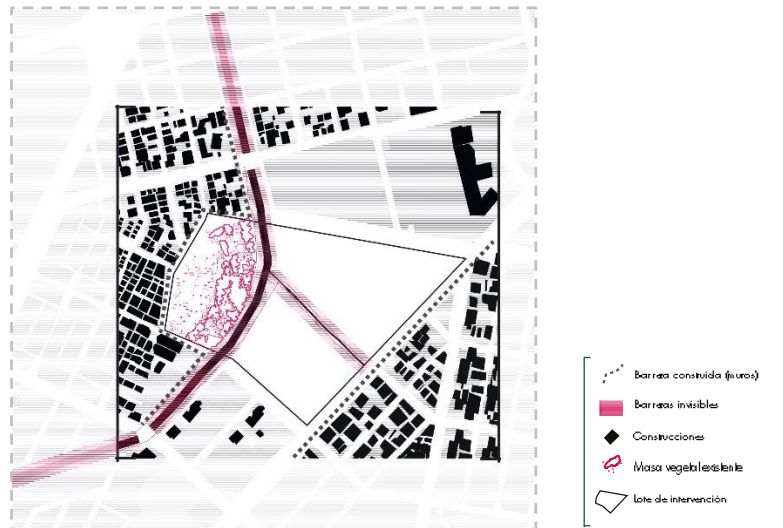 Barrera construida (muros)
Barreras invisibles
Construcciones
Masa vegetal existente
Lote de intervención